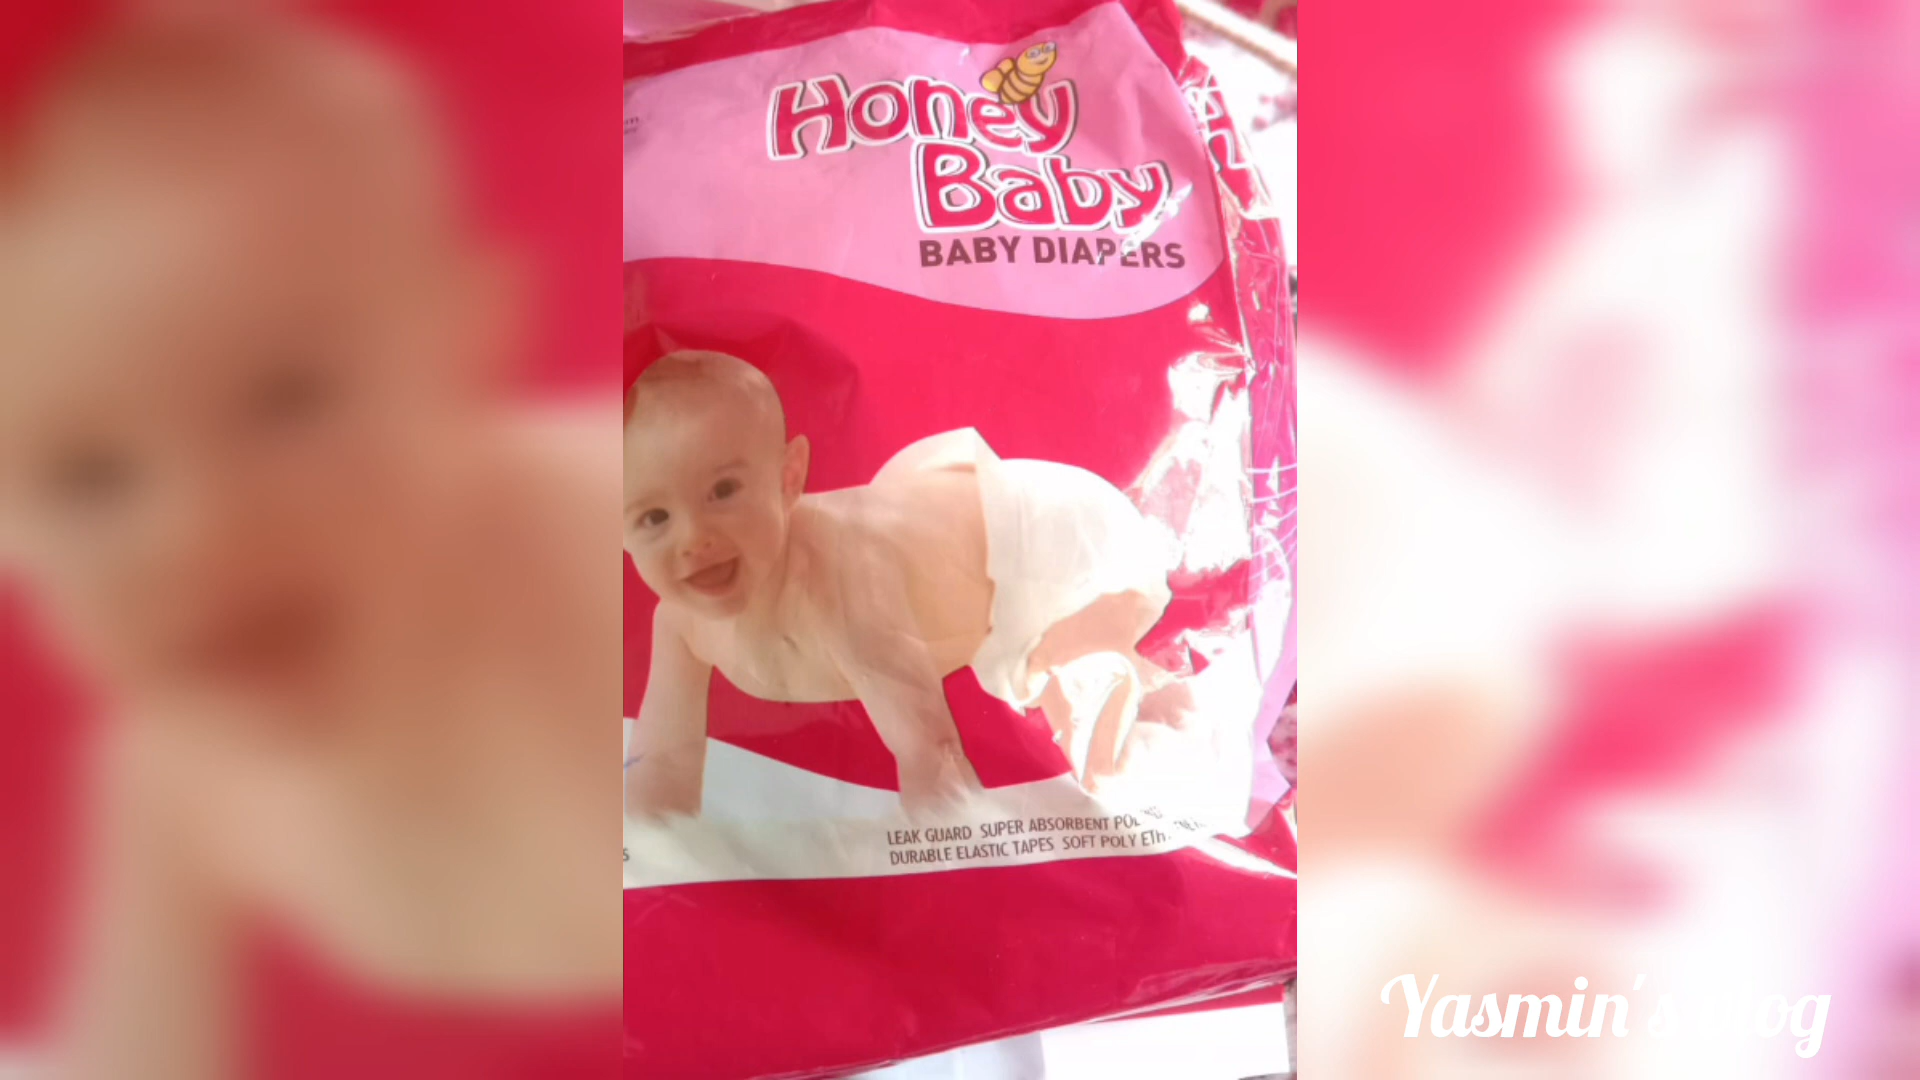 Honey
Baby
BABY DIAPERS
LEAK GUARD SUPER ABSORBENT
DURABLE ELASTIC TAPES SOFT POLY
Yasmin's